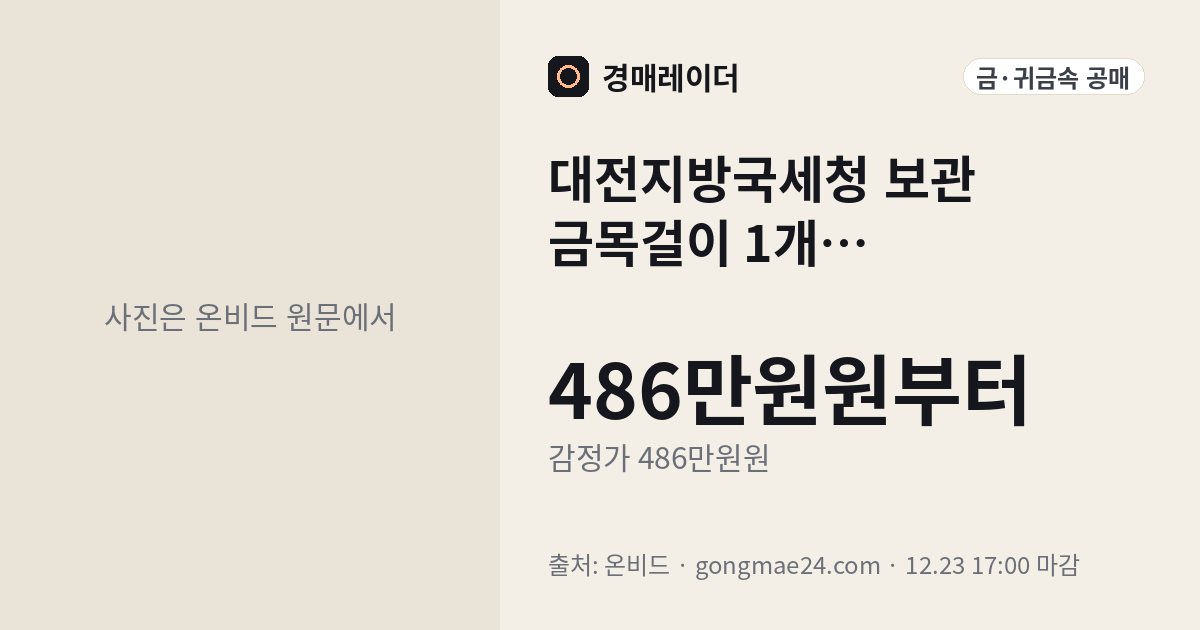 사진은 온비드 원문에서
경매레이더
금·귀금속 공매
대전지방국세청 보관
금목걸이 1개…
486만원원부터
감정가 486만원원
출처: 온비드 · gongmae24.com · 12.23 17:00 마감